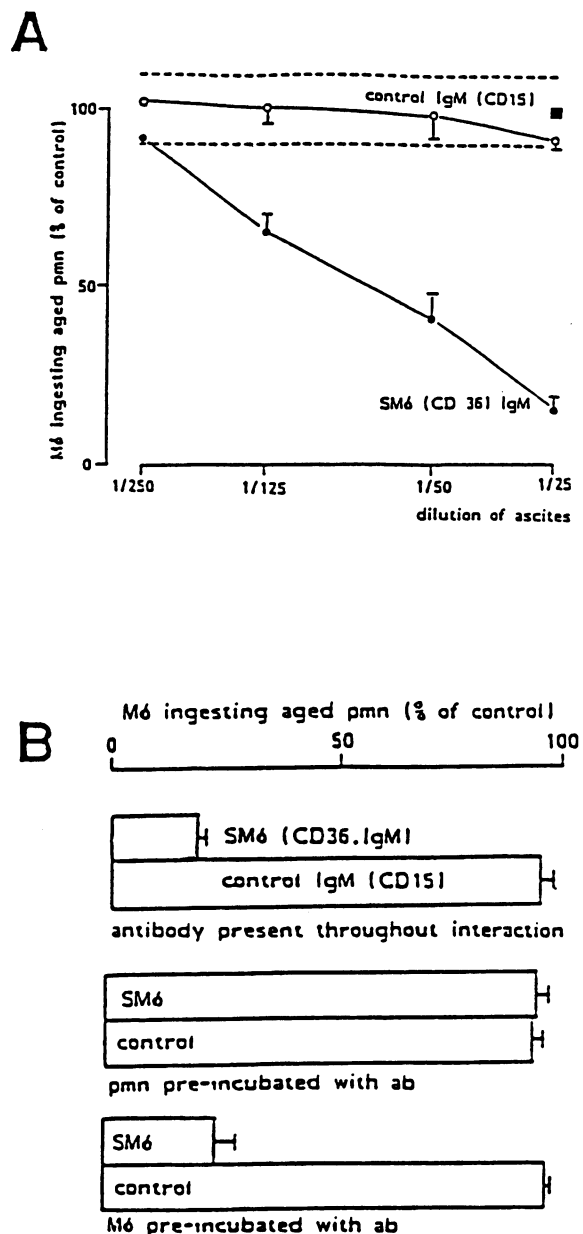 A
M6 ingesting aged pmn (% of control)
100
50
0
control IgM (CD15)
SM6 (CD 36) IgM
1/250
1/125
1/50
1/25
dilution of ascites
B
M6 ingesting aged pmn (% of control)
0
50
100
SM6 (CD36.IgM)
control IgM (CD15)
antibody present throughout interaction
SM6
control
pmn pre-incubated with ab
SM6
control
M6 pre-incubated with ab